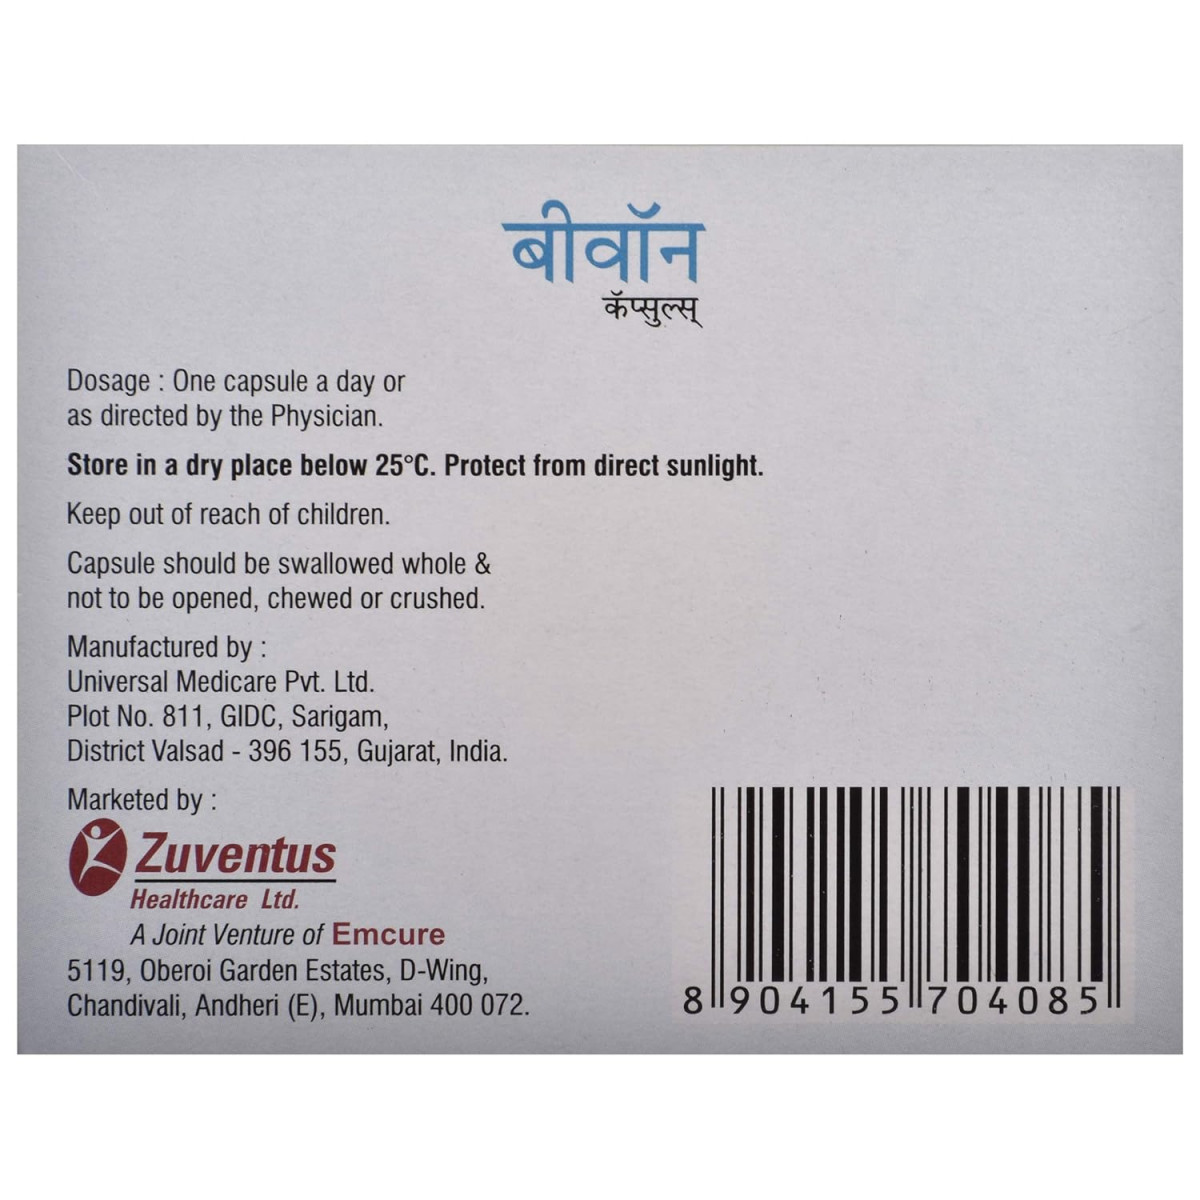 बीवॉन
कॅप्सुल्स्
Dosage : One capsule a day or
as directed by the Physician.
Store in a dry place below 25°C. Protect from direct sunlight.
Keep out of reach of children.
Capsule should be swallowed whole &
not to be opened, chewed or crushed.
Manufactured by :
Universal Medicare Pvt. Ltd.
Plot No. 811, GIDC, Sarigam,
District Valsad - 396 155, Gujarat, India.
Marketed by :
Zuventus
Healthcare Ltd.
A Joint Venture of Emcure
5119, Oberoi Garden Estates, D-Wing,
Chandivali, Andheri (E), Mumbai 400 072.
8 904155 704085